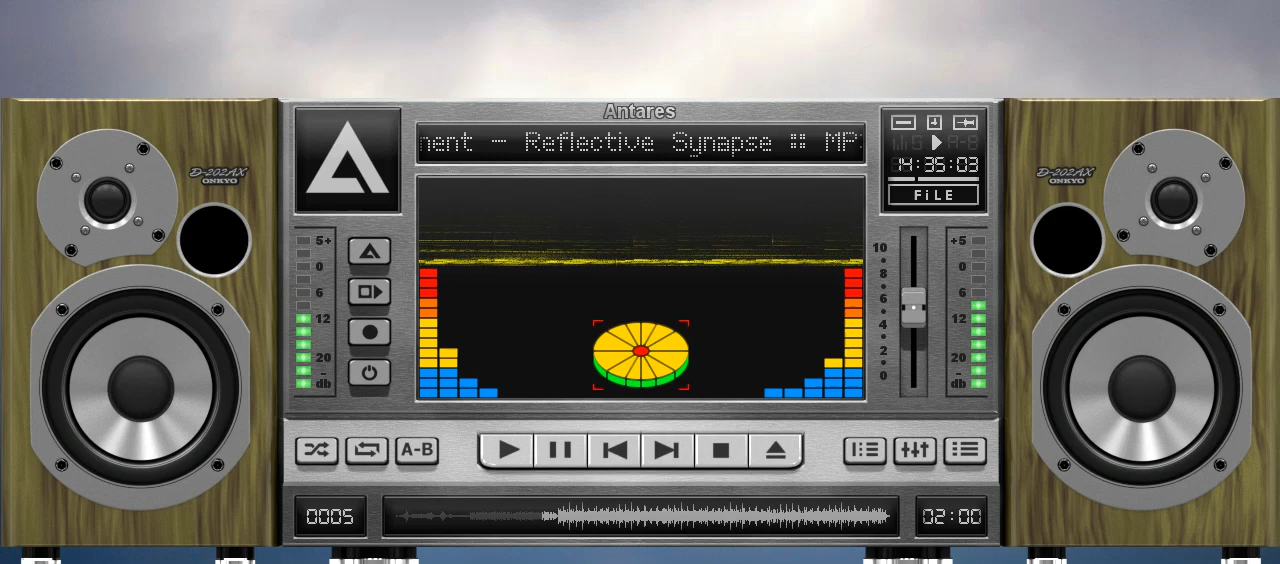 Antares
nent - Reflective Synapse :: MP
A-B
14:35:03
FiLE
D-202AX
ONKYO
D-202AX
ONKYO
5+
0
6
12
20
-
db
10
8
6
4
2
0
+5
0
6
12
20
-
db
A-B
0005
02:00